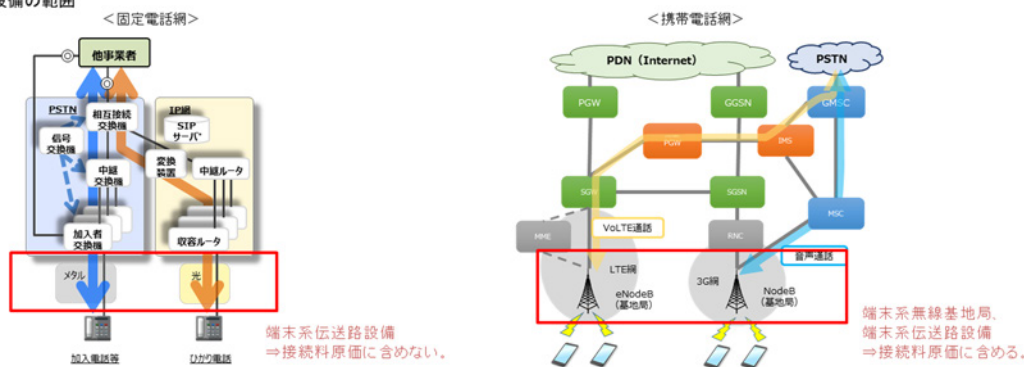 設備の範囲
＜固定電話網＞
他事業者
PSTN
相互接続
交換機
信号
交換機
中継
交換機
加入者
交換機
IP網
SIP
サーバ
変換
装置
中継ルータ
収容ルータ
メタル
光
加入電話等
ひかり電話
端末系伝送路設備
⇒接続料原価に含めない。
＜携帯電話網＞
PDN（Internet）
PSTN
PGW
GGSN
GMSC
PGW
IMS
SGW
SGSN
MSC
MME
VoLTE通話
RNC
音声通話
LTE網
eNodeB
（基地局）
3G網
NodeB
（基地局）
端末系無線基地局、
端末系伝送路設備
⇒接続料原価に含める。